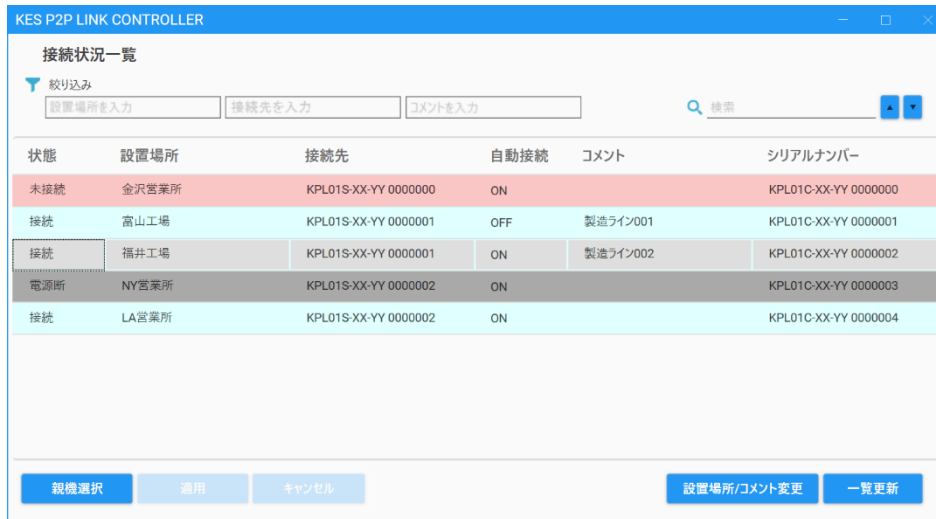 KES P2P LINK CONTROLLER
接続状況一覧
絞り込み
設置場所を入力 接続先を入力 コメントを入力 検索
状態 設置場所 接続先 自動接続 コメント シリアルナンバー
未接続 金沢営業所 KPL01S-XX-YY 0000000 ON KPL01C-XX-YY 0000000
接続 富山工場 KPL01S-XX-YY 0000001 OFF 製造ライン001 KPL01C-XX-YY 0000001
接続 福井工場 KPL01S-XX-YY 0000001 ON 製造ライン002 KPL01C-XX-YY 0000002
電源断 NY営業所 KPL01S-XX-YY 0000002 ON KPL01C-XX-YY 0000003
接続 LA営業所 KPL01S-XX-YY 0000002 ON KPL01C-XX-YY 0000004
親機選択 適用 キャンセル 設置場所/コメント変更 一覧更新